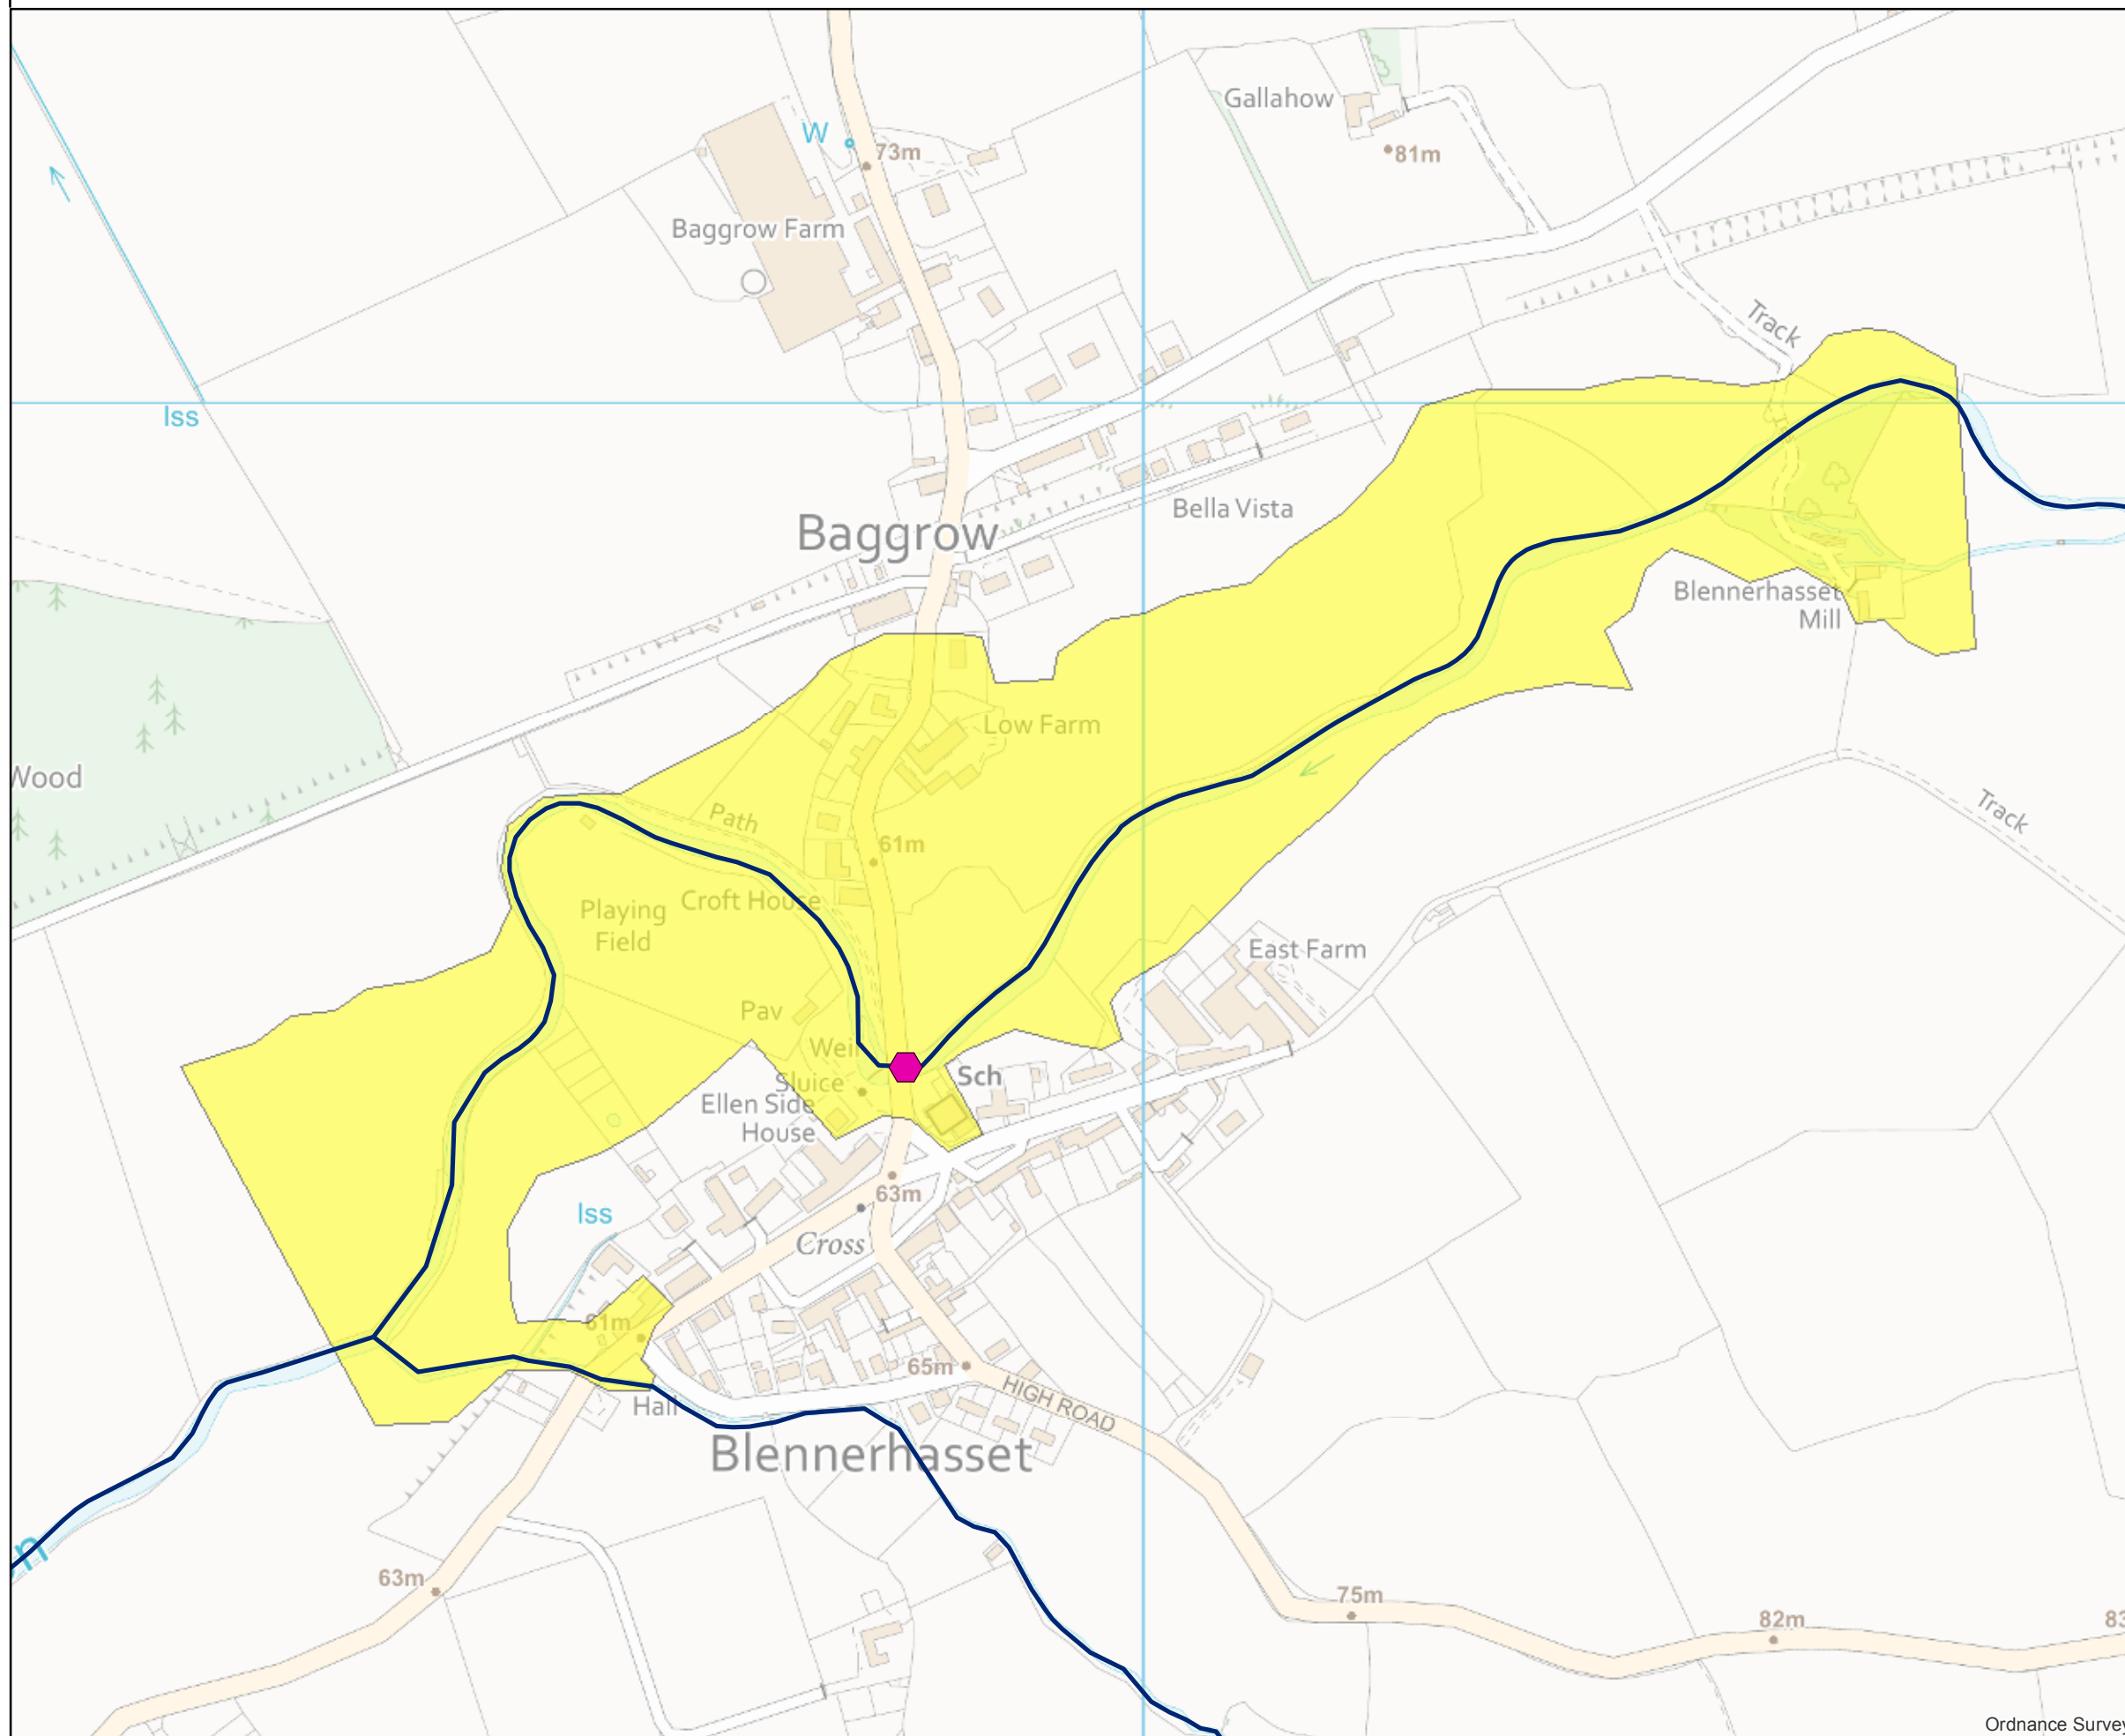 Gallahow
W
73m
81m
Baggrow Farm
Track
Iss
Bella Vista
Baggrow
Blennerhasset
Mill
Low Farm
Wood
Track
Path
61m
Croft House
Playing
Field
East Farm
Pav
Weir
Sch
Sluice
Ellen Side
House
63m
Iss
Cross
61m
65m
HIGH ROAD
Hall
Blennerhasset
63m
75m
82m
83
Ordnance Survey